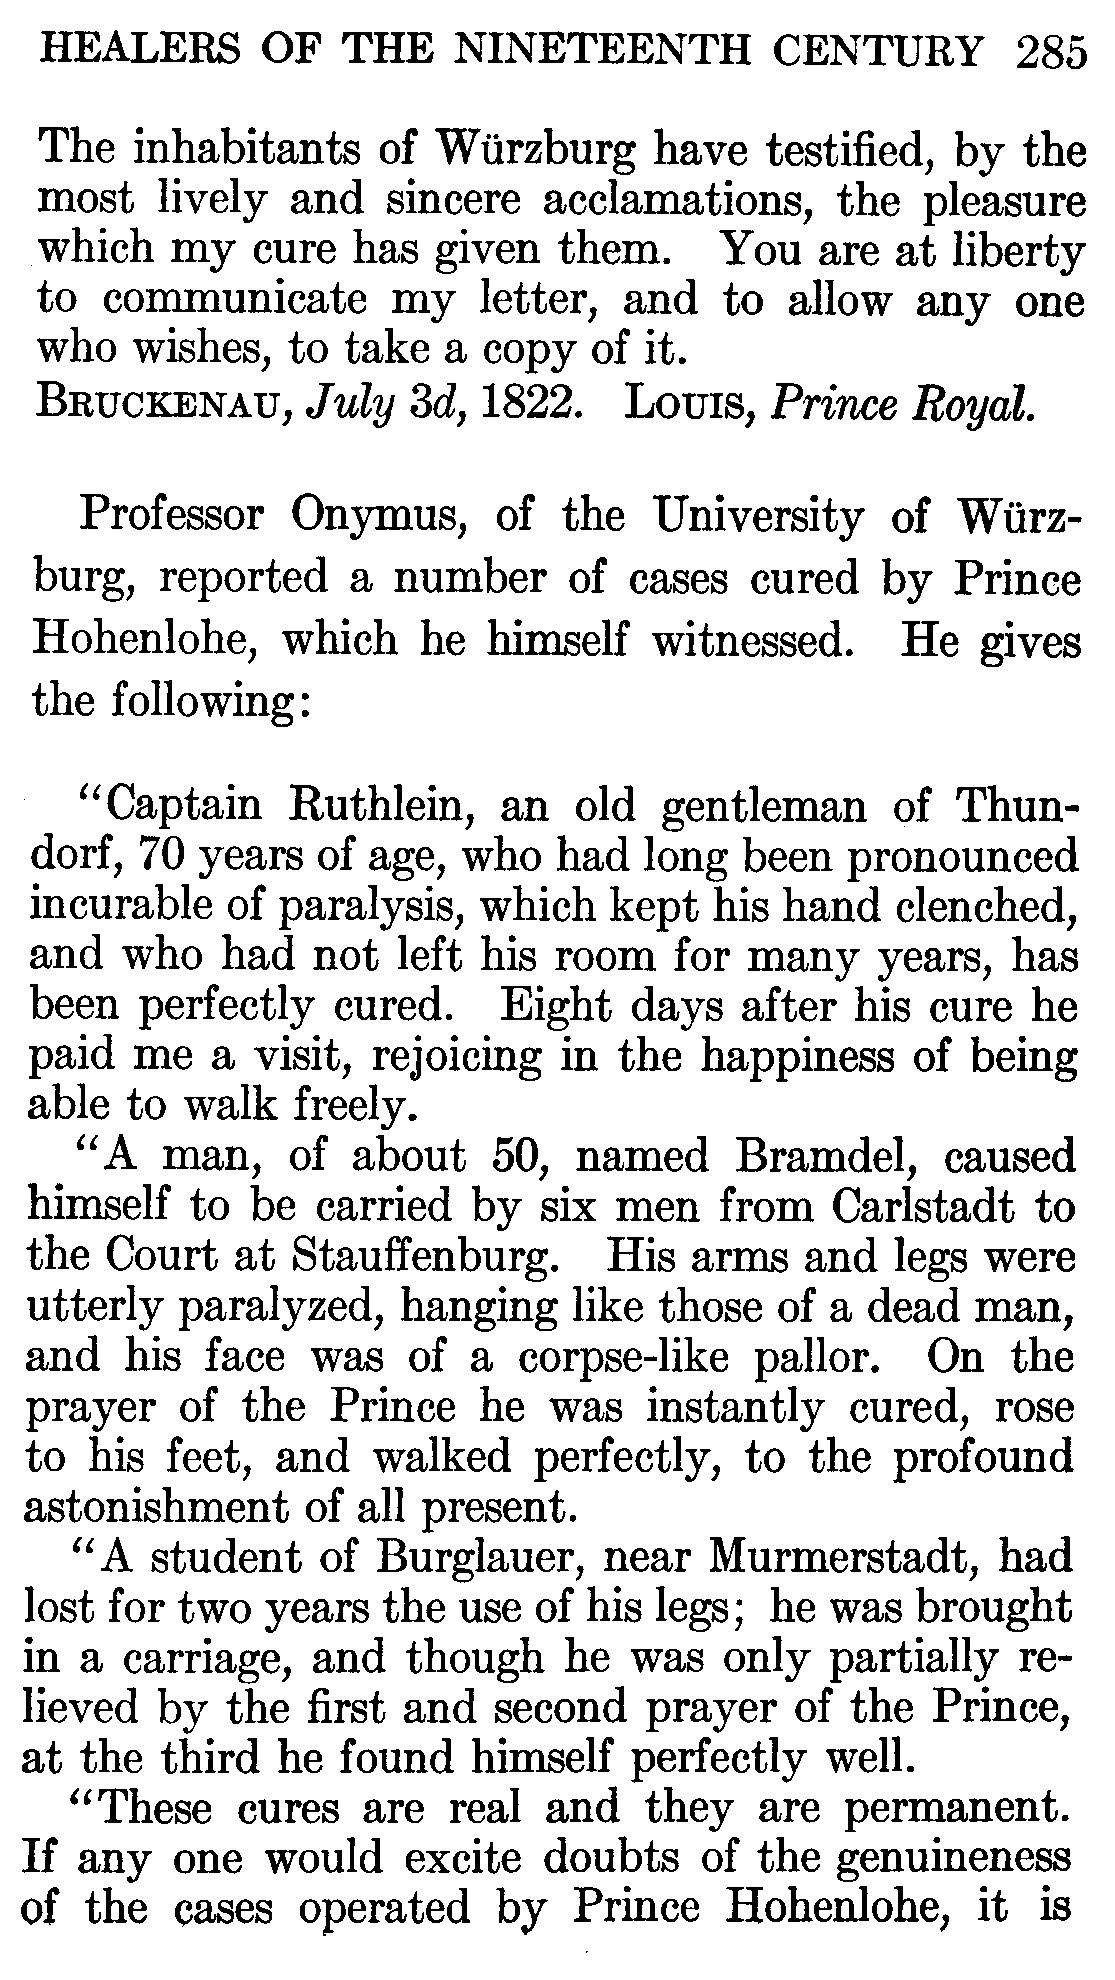 HEALERS OF THE NINETEENTH CENTURY 285
The inhabitants of Würzburg have testified, by the
most lively and sincere acclamations, the pleasure
which my cure has given them. You are at liberty
to communicate my letter, and to allow any one
who wishes, to take a copy of it.
BRUCKENAU, July 3d, 1822. LOUIS, Prince Royal.
Professor Onymus, of the University of Würz-
burg, reported a number of cases cured by Prince
Hohenlohe, which he himself witnessed. He gives
the following:
"Captain Ruthlein, an old gentleman of Thun-
dorf, 70 years of age, who had long been pronounced
incurable of paralysis, which kept his hand clenched,
and who had not left his room for many years, has
been perfectly cured. Eight days after his cure he
paid me a visit, rejoicing in the happiness of being
able to walk freely.
"A man, of about 50, named Bramdel, caused
himself to be carried by six men from Carlstadt to
the Court at Stauffenburg. His arms and legs were
utterly paralyzed, hanging like those of a dead man,
and his face was of a corpse-like pallor. On the
prayer of the Prince he was instantly cured, rose
to his feet, and walked perfectly, to the profound
astonishment of all present.
"A student of Burglauer, near Murmerstadt, had
lost for two years the use of his legs; he was brought
in a carriage, and though he was only partially re-
lieved by the first and second prayer of the Prince,
at the third he found himself perfectly well.
"These cures are real and they are permanent.
If any one would excite doubts of the genuineness
of the cases operated by Prince Hohenlohe, it is